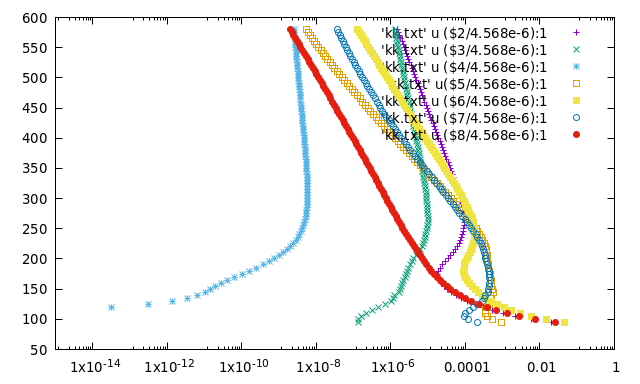 600
'kk.txt' u ($2/4.568e-6):1
550
'kk.txt' u ($3/4.568e-6):1
'kk.txt' u ($4/4.568e-6):1
500
'kk.txt' u ($5/4.568e-6):1
'kk.txt' u ($6/4.568e-6):1
450
'kk.txt' u ($7/4.568e-6):1
'kk.txt' u ($8/4.568e-6):1
400
350
300
250
200
150
100
50
1x10-14 1x10-12 1x10-10 1x10-8 1x10-6 0.0001 0.01 1